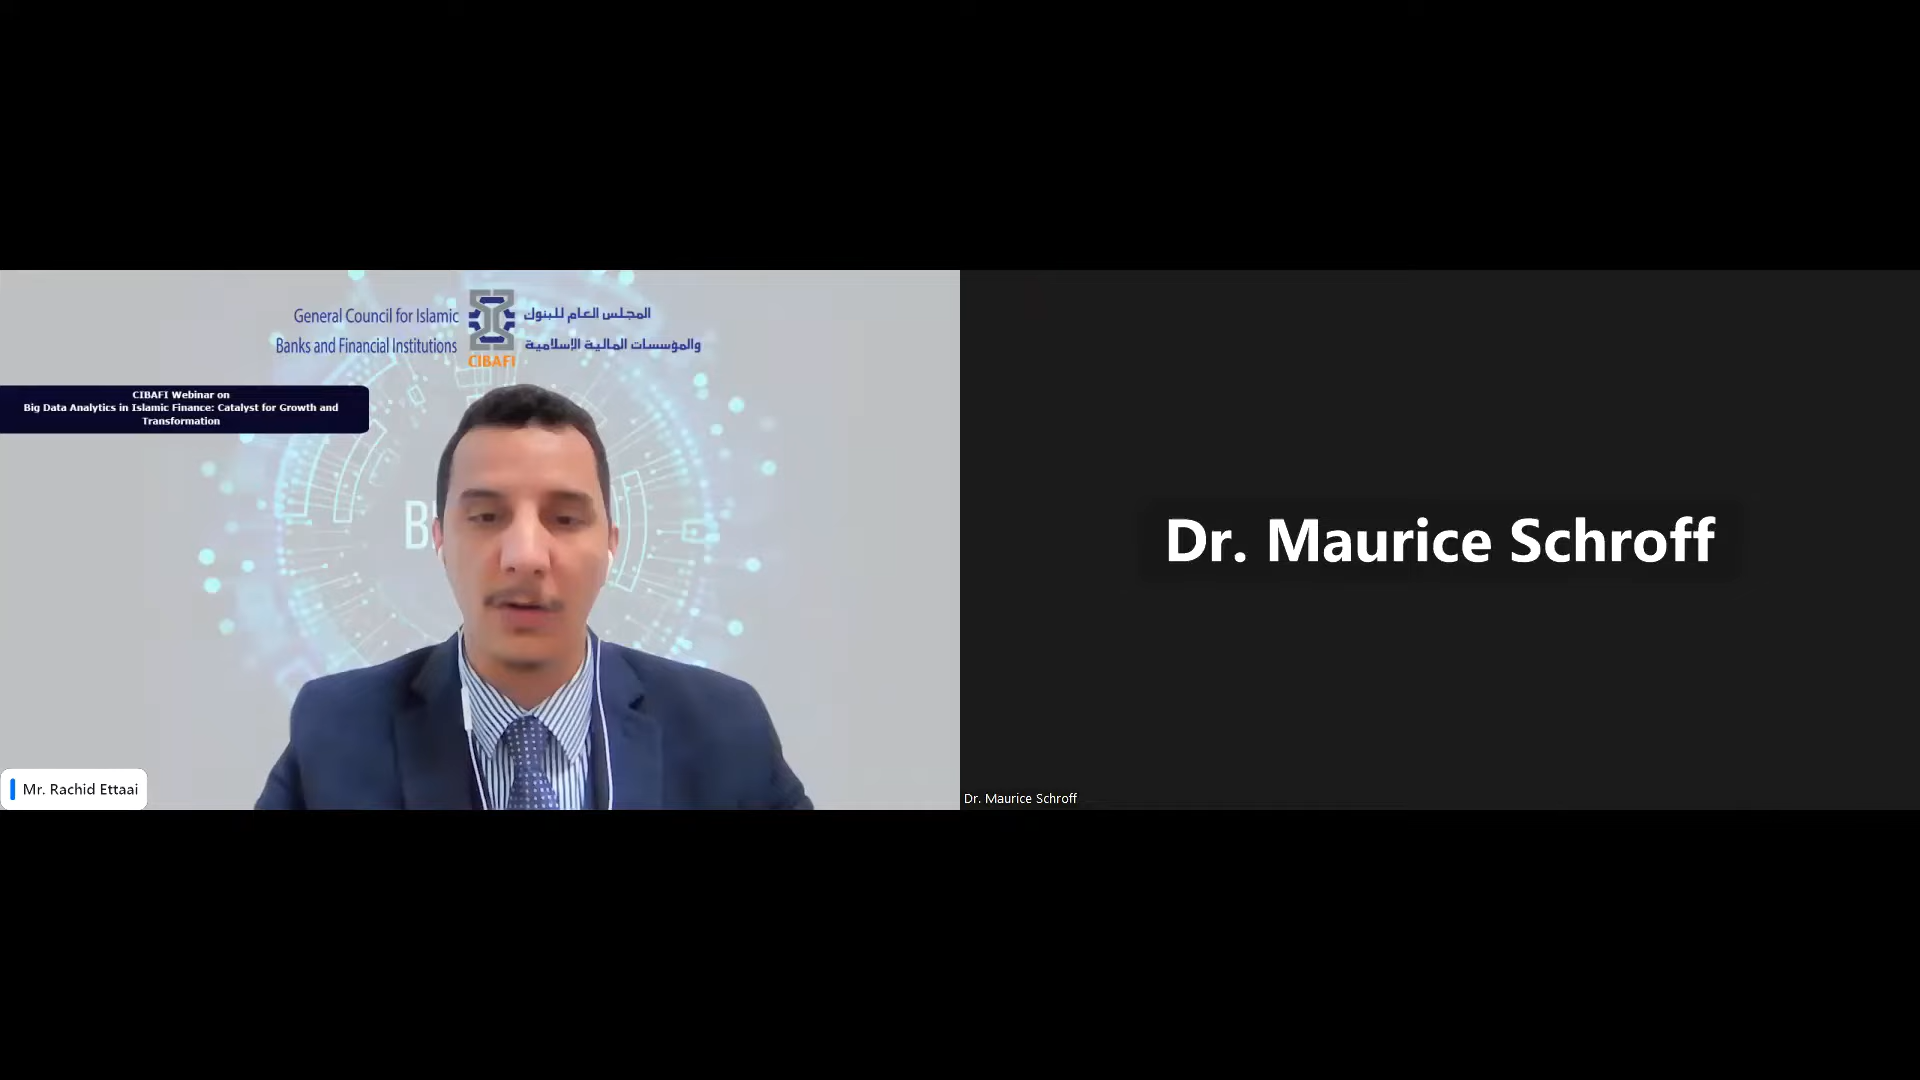 General Council for Islamic
Banks and Financial Institutions
المجلس العام للبنوك
والمؤسسات المالية الإسلامية
CIBAFI
CIBAFI Webinar on
Big Data Analytics in Islamic Finance: Catalyst for Growth and
Transformation
Mr. Rachid Ettaai
Dr. Maurice Schroff
Dr. Maurice Schroff